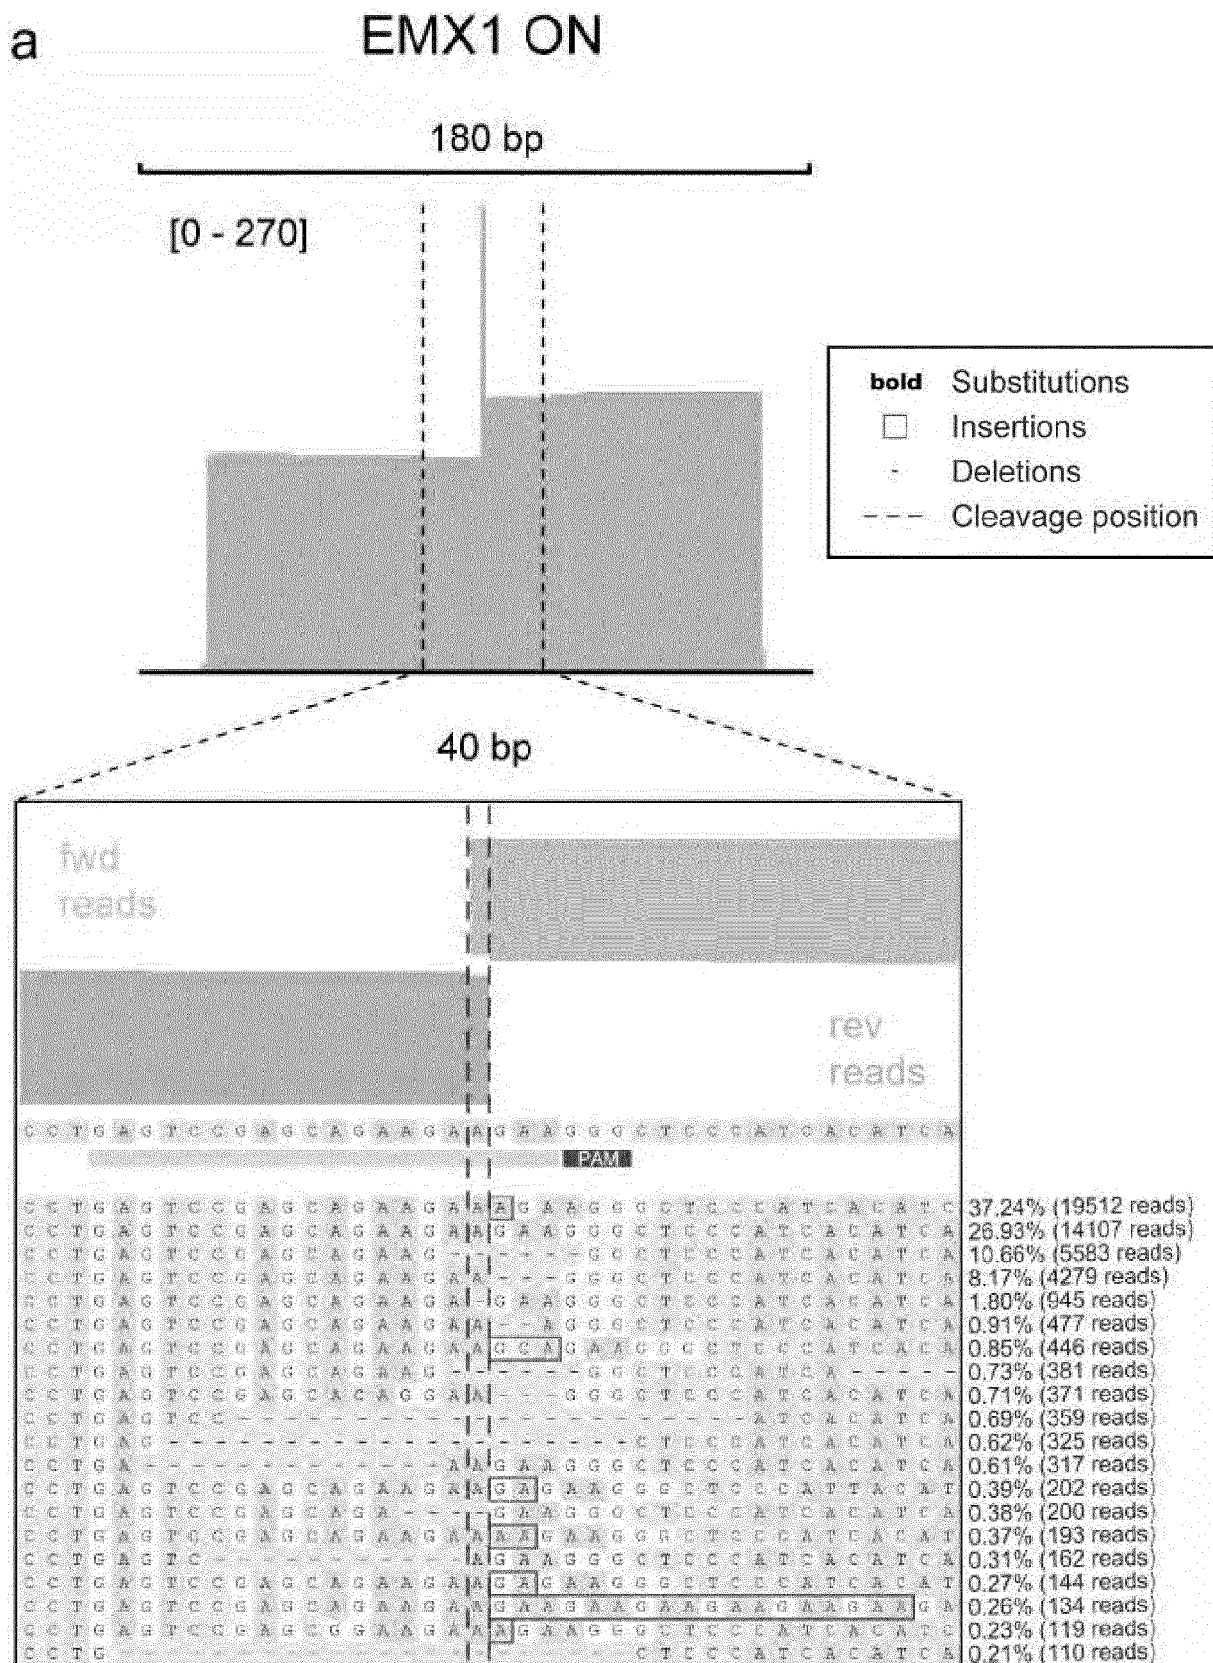 a
EMX1 ON
180 bp
[0 - 270]
bold Substitutions
Insertions
- Deletions
Cleavage position
40 bp
fwd
reads
rev
reads
C C T G A G T C C G A G C A G A A G A A G A A G G G C T C C C A T C A C A T C A
PAM
C C T G A G T C C G A G C A G A A G A A A G A A G G G C T C C C A T C A C A T C 37.24% (19512 reads)
C C T G A G T C C G A G C A G A A G A A G A A G G G C T C C C A T C A C A T C A 26.93% (14107 reads)
C C T G A G T C C G A G C A G A A G - - - - - - G G C T C C C A T C A C A T C A 10.66% (5583 reads)
C C T G A G T C C G A G C A G A A G A A - - - G G G C T C C C A T C A C A T C A 8.17% (4279 reads)
C C T G A G T C C G A G C A G A A G A - G A A G G G C T C C C A T C A C A T C A 1.80% (945 reads)
C C T G A G T C C G A G C A G A A G A A - - A G G G C T C C C A T C A C A T C A 0.91% (477 reads)
C C T G A G T C C G A G C A G A A G A A G C A G A A G G G C T C C C A T C A C A 0.85% (446 reads)
C C T G A G T C C G A G C A G A A G - - - - - - G G C T C C C A T C A - - - - - 0.73% (381 reads)
C C T G A G T C C G A G C A C A G G A A - - - G G G C T C C C A T C A C A T C A 0.71% (371 reads)
C C T G A G T C C - - - - - - - - - - - - - - - - - - - - - - A T C A C A T C A 0.69% (359 reads)
C C T G A G - - - - - - - - - - - - - - - - - - - - C T C C C A T C A C A T C A 0.62% (325 reads)
C C T G A - - - - - - - - - - - - - A A G A A G G G C T C C C A T C A C A T C A 0.61% (317 reads)
C C T G A G T C C G A G C A G A A G A A G A G A A G G G C T C C C A T T A C A T 0.39% (202 reads)
C C T G A G T C C G A G C A G A - - - - G A A G G G C T C C C A T C A C A T C A 0.38% (200 reads)
C C T G A G T C C G A G C A G A A G A A A A G A A G G G C T C C C A T C A C A T 0.37% (193 reads)
C C T G A G T C - - - - - - - - - - - A G A A G G G C T C C C A T C A C A T C A 0.31% (162 reads)
C C T G A G T C C G A G C A G A A G A A G A G A A G G G C T C C C A T C A C A T 0.27% (144 reads)
C C T G A G T C C G A G C A G A A G A A G A A G A A G A A G A A G A A G A A G A 0.26% (134 reads)
C C T G A G T C G G A G C G G A A G A A A G A A G G G C T C C C A T C A C A T C 0.23% (119 reads)
C C T G - - - - - - - - - - - - - - - - - - - - - - C T C C C A T C A C A T C A 0.21% (110 reads)